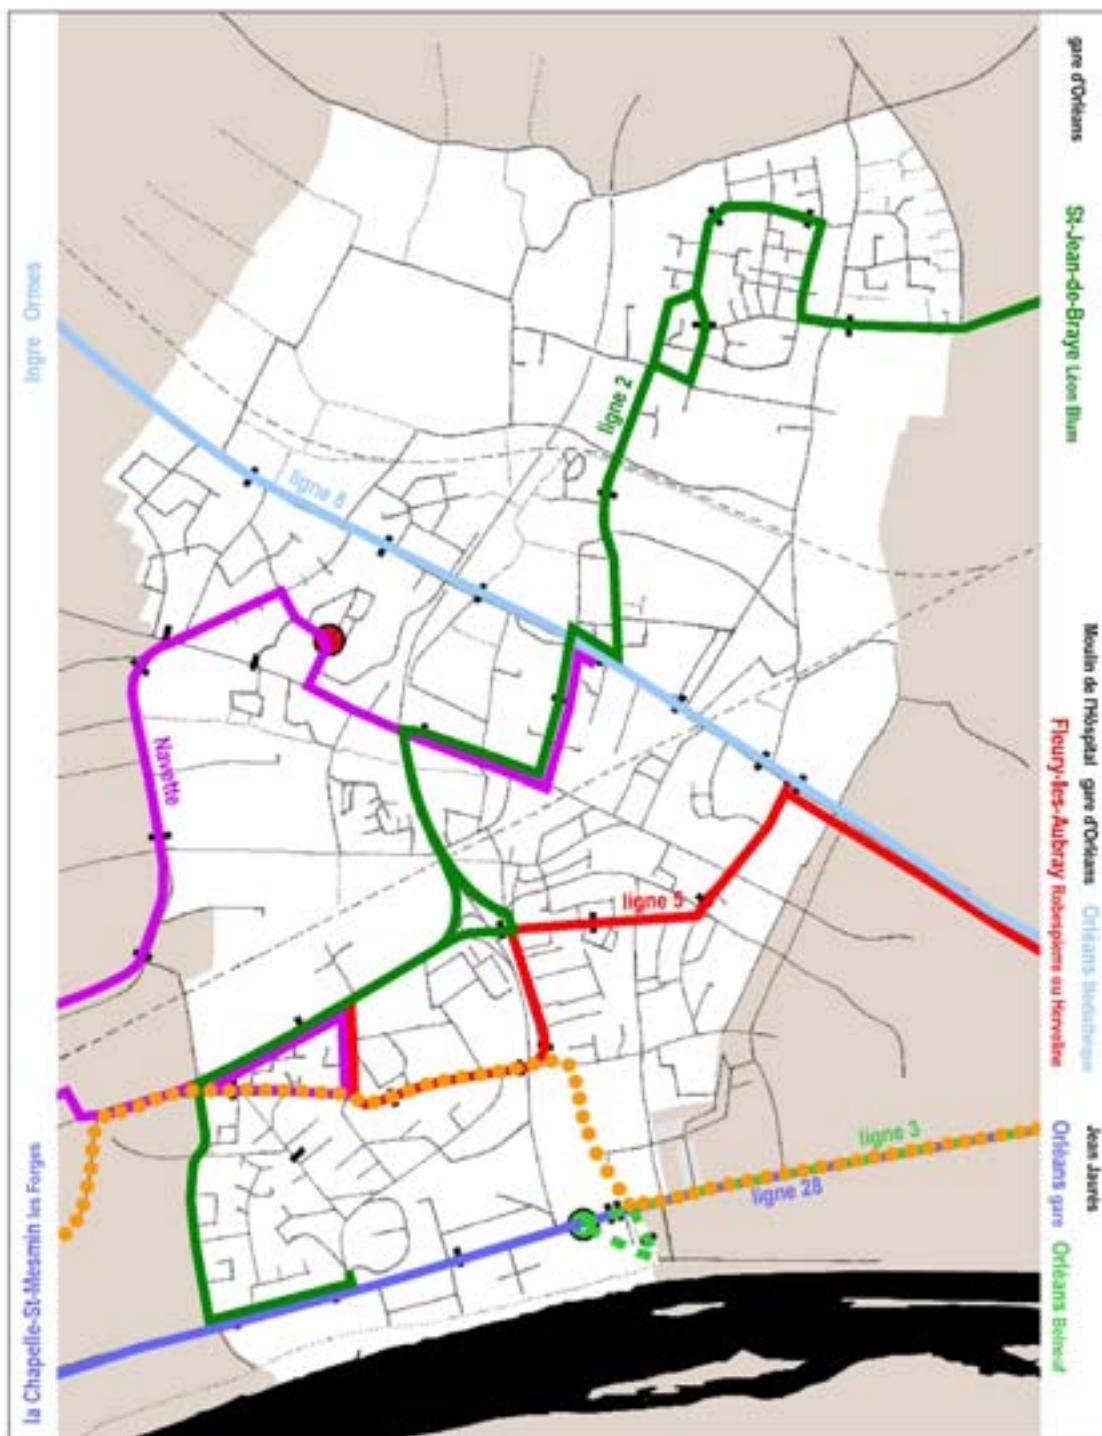 gare d'Orléans
St-Jean-de-Braye Léon Blum
Ingre Ormes
ligne 2
ligne 8
Moulin de l'Hôspital gare d'Orléans
Fleury-les-Aubray Robespierre ou Herveline
Orléans Médiathèque
Navette
ligne 5
ligne 3
ligne 28
Jean Jaurès
Orléans gare
Orléans Belneuf
la Chapelle-St-Mesmin les Forges